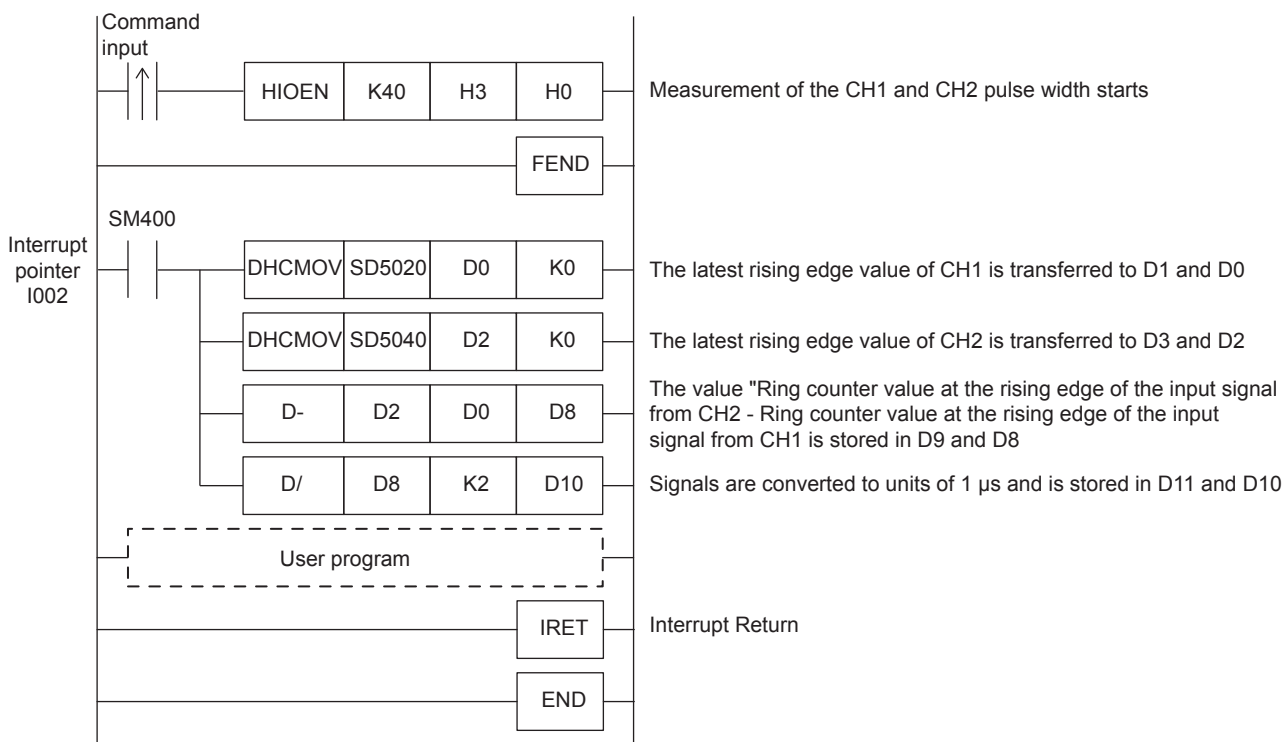 Command
input
HIOEN K40 H3 H0 Measurement of the CH1 and CH2 pulse width starts
FEND
SM400
Interrupt
pointer
I002
DHCMOV SD5020 D0 K0 The latest rising edge value of CH1 is transferred to D1 and D0
DHCMOV SD5040 D2 K0 The latest rising edge value of CH2 is transferred to D3 and D2
D- D2 D0 D8
The value "Ring counter value at the rising edge of the input signal
from CH2 - Ring counter value at the rising edge of the input
signal from CH1 is stored in D9 and D8
D/ D8 K2 D10 Signals are converted to units of 1 μs and is stored in D11 and D10
User program
IRET Interrupt Return
END